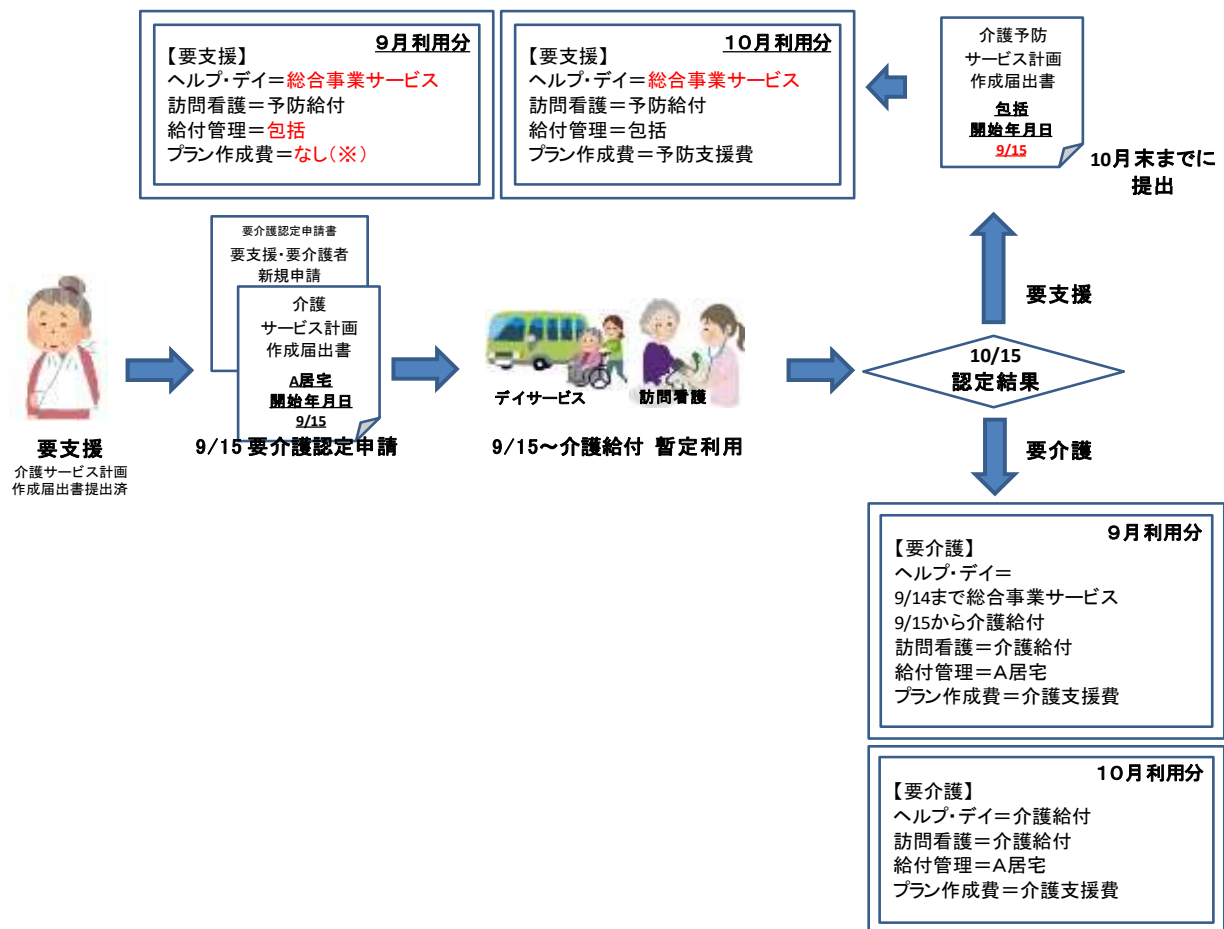 9月利用分
【要支援】
ヘルプ・デイ＝総合事業サービス
訪問看護＝予防給付
給付管理＝包括
プラン作成費＝なし(※)
10月利用分
【要支援】
ヘルプ・デイ＝総合事業サービス
訪問看護＝予防給付
給付管理＝包括
プラン作成費＝予防支援費
介護予防
サービス計画
作成届出書
包括
開始年月日
9/15
10月末までに
提出
要支援
要介護認定申請書
要支援・要介護者
新規申請
介護
サービス計画
作成届出書
A居宅
開始年月日
9/15
デイサービス
訪問看護
10/15
認定結果
要支援
介護サービス計画
作成届出書提出済
9/15 要介護認定申請
9/15～介護給付 暫定利用
要介護
9月利用分
【要介護】
ヘルプ・デイ＝
9/14まで総合事業サービス
9/15から介護給付
訪問看護＝介護給付
給付管理＝A居宅
プラン作成費＝介護支援費
10月利用分
【要介護】
ヘルプ・デイ＝介護給付
訪問看護＝介護給付
給付管理＝A居宅
プラン作成費＝介護支援費